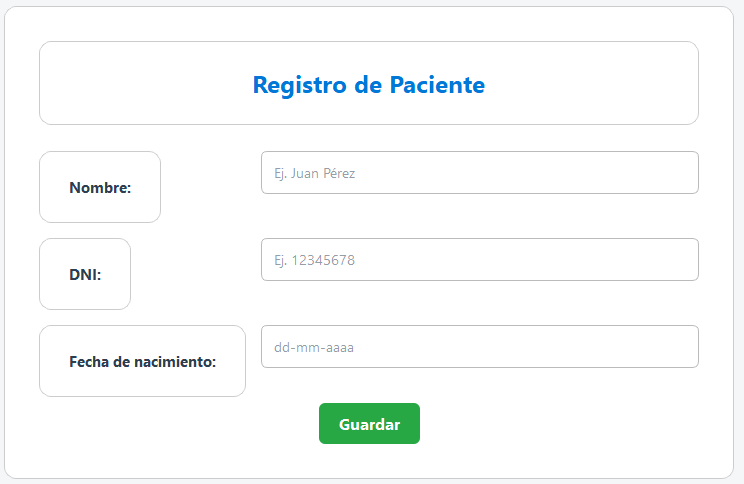 Registro de Paciente
Nombre:
Ej. Juan Pérez
DNI:
Ej. 12345678
Fecha de nacimiento:
dd-mm-aaaa
Guardar